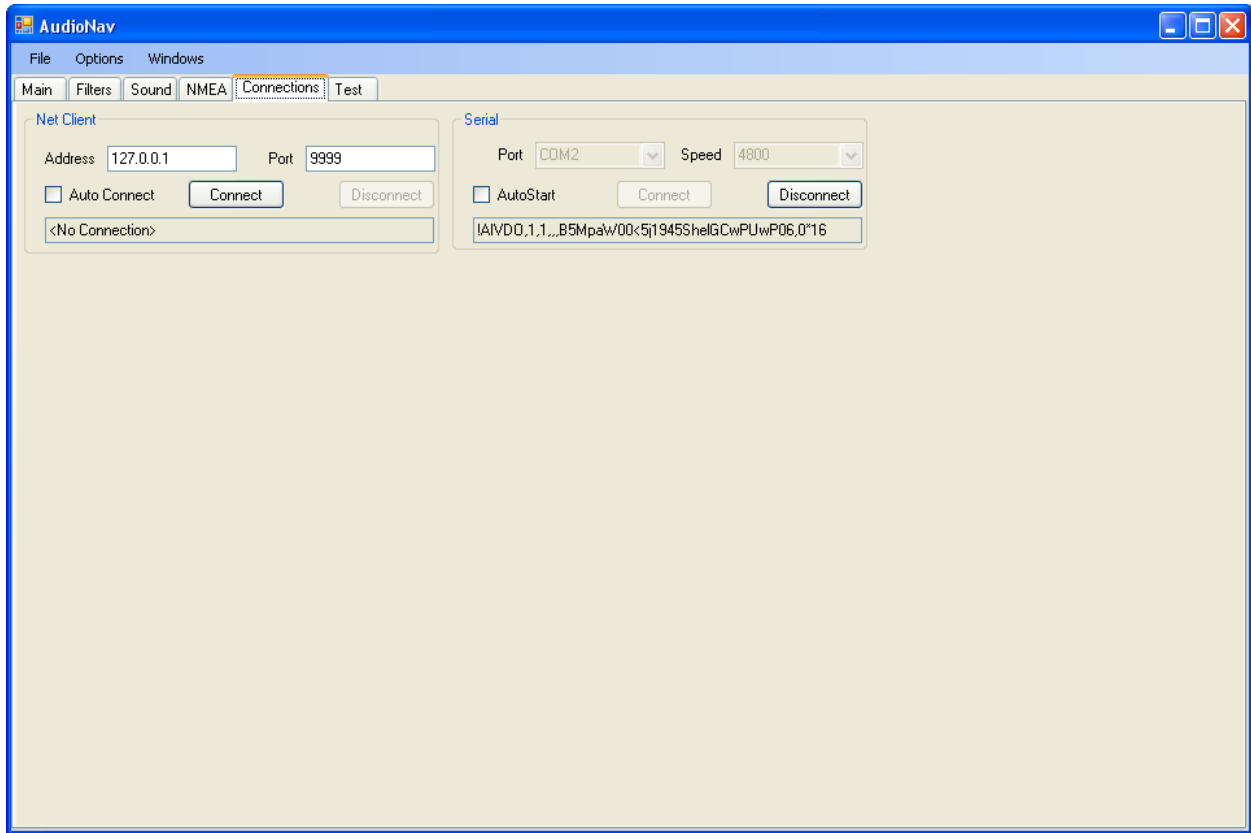 AudioNav
File Options Windows
Main Filters Sound NMEA Connections Test
Net Client
Address 127.0.0.1 Port 9999
Auto Connect Connect Disconnect
<No Connection>
Serial
Port COM2 Speed 4800
AutoStart Connect Disconnect
!AIVDO,1,1,,,B5MpaW00<5j1945ShelGCwPUwP06,0*16